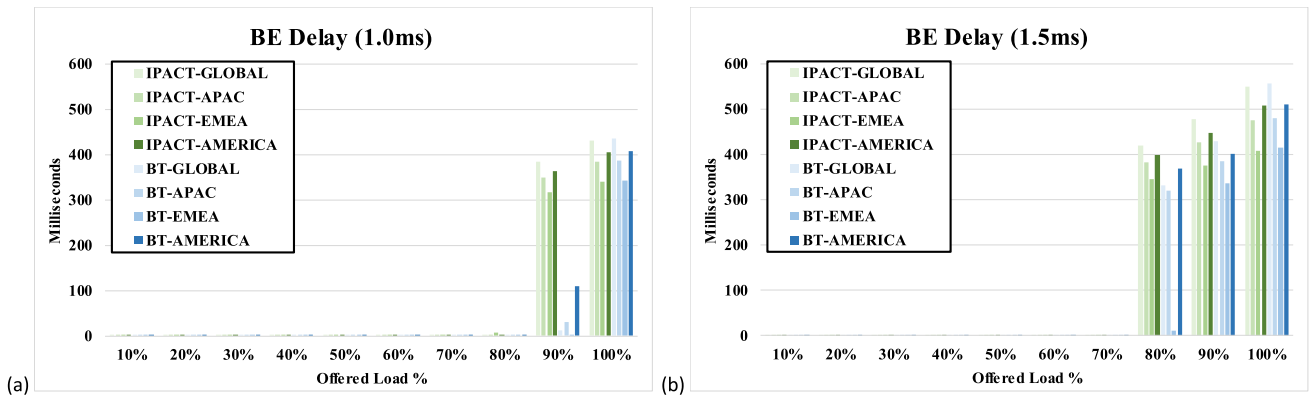 BE Delay (1.0ms)
600
500
400
300
200
100
0
Milliseconds
IPACT-GLOBAL
IPACT-APAC
IPACT-EMEA
IPACT-AMERICA
BT-GLOBAL
BT-APAC
BT-EMEA
BT-AMERICA
10% 20% 30% 40% 50% 60% 70% 80% 90% 100%
Offered Load %
(a)
BE Delay (1.5ms)
600
500
400
300
200
100
0
Milliseconds
IPACT-GLOBAL
IPACT-APAC
IPACT-EMEA
IPACT-AMERICA
BT-GLOBAL
BT-APAC
BT-EMEA
BT-AMERICA
10% 20% 30% 40% 50% 60% 70% 80% 90% 100%
Offered Load %
(b)